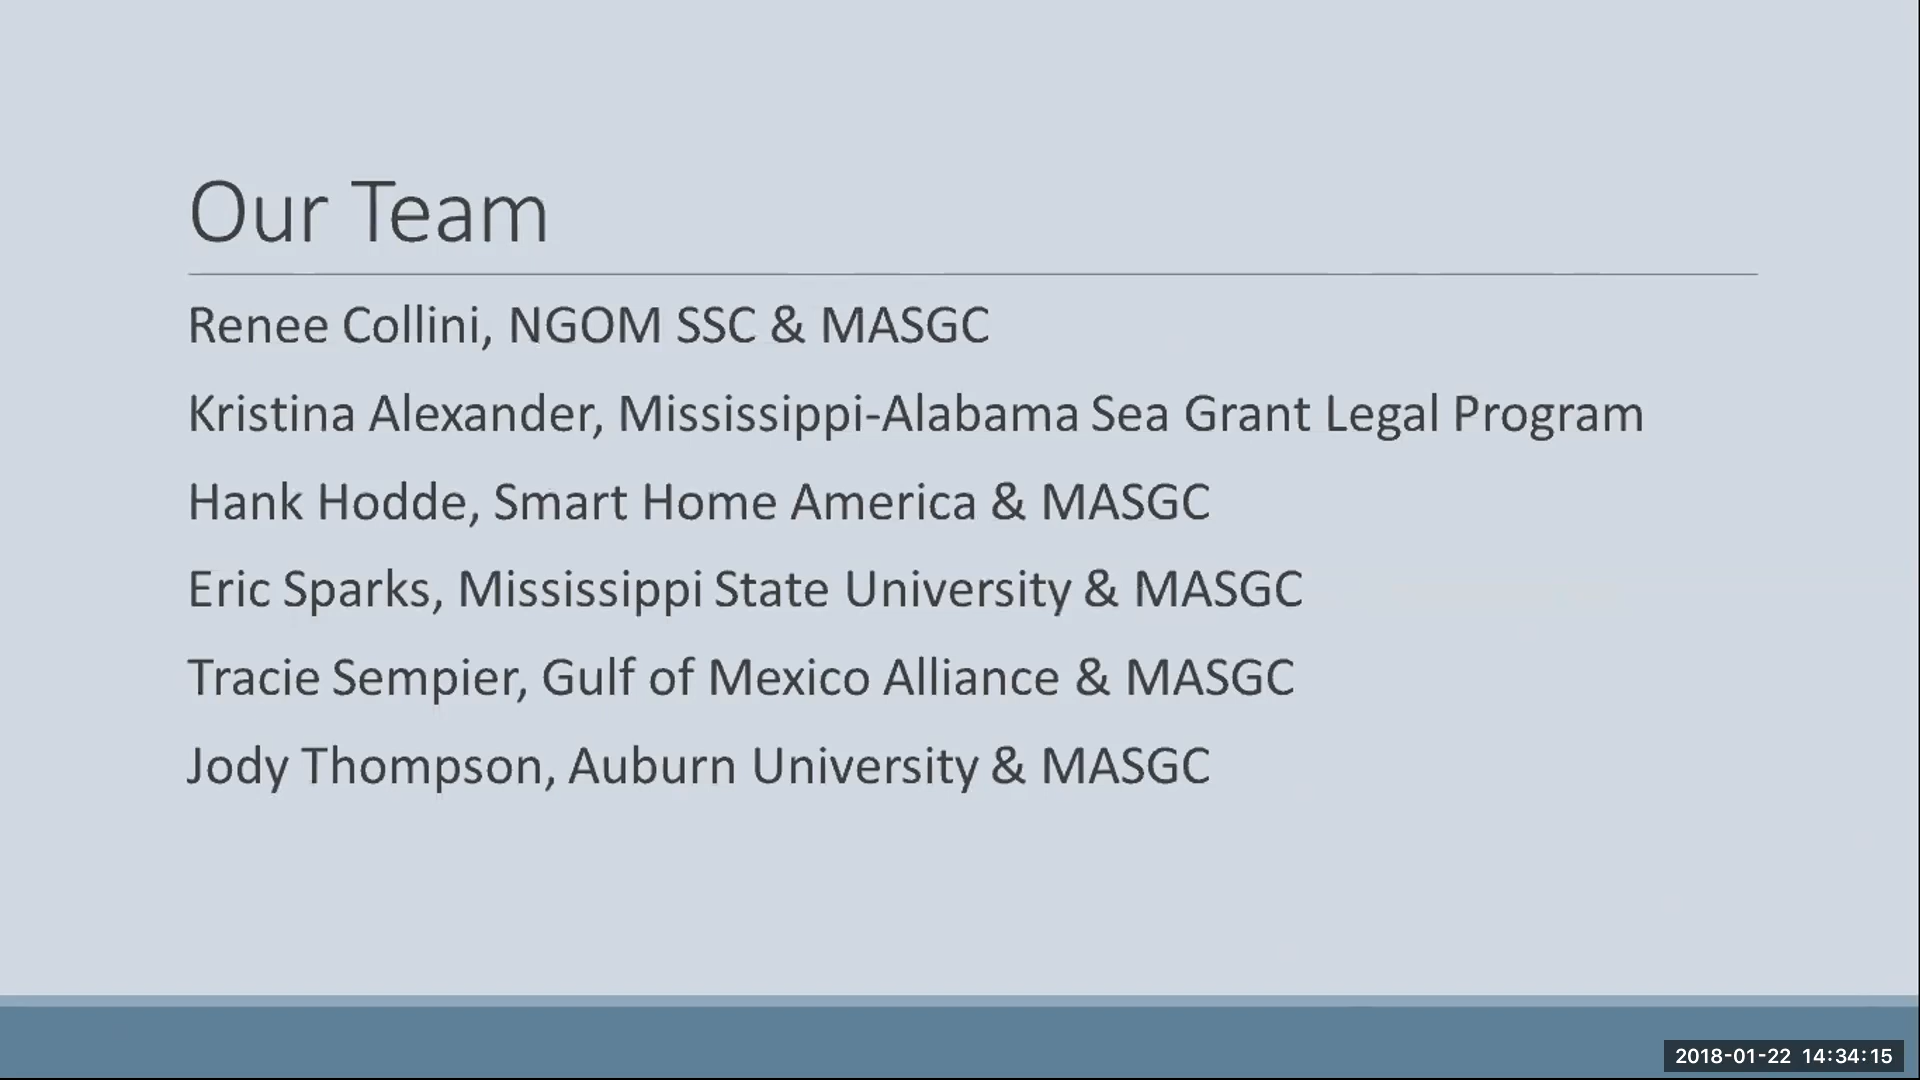 Our Team
Renee Collini, NGOM SSC & MASGC
Kristina Alexander, Mississippi-Alabama Sea Grant Legal Program
Hank Hodde, Smart Home America & MASGC
Eric Sparks, Mississippi State University & MASGC
Tracie Sempier, Gulf of Mexico Alliance & MASGC
Jody Thompson, Auburn University & MASGC
2018-01-22 14:34:15